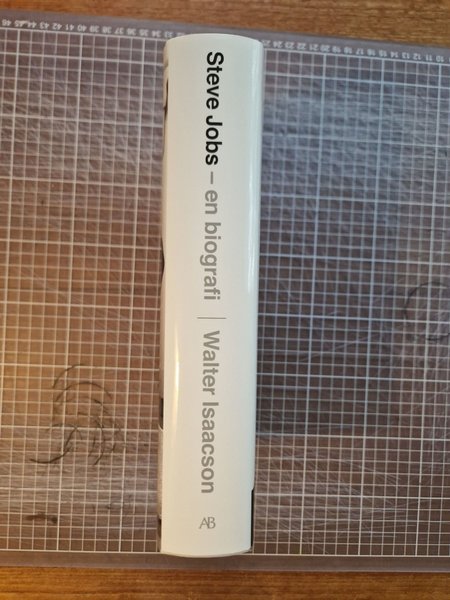 Steve Jobs – en biografi | Walter Isaacson
AB